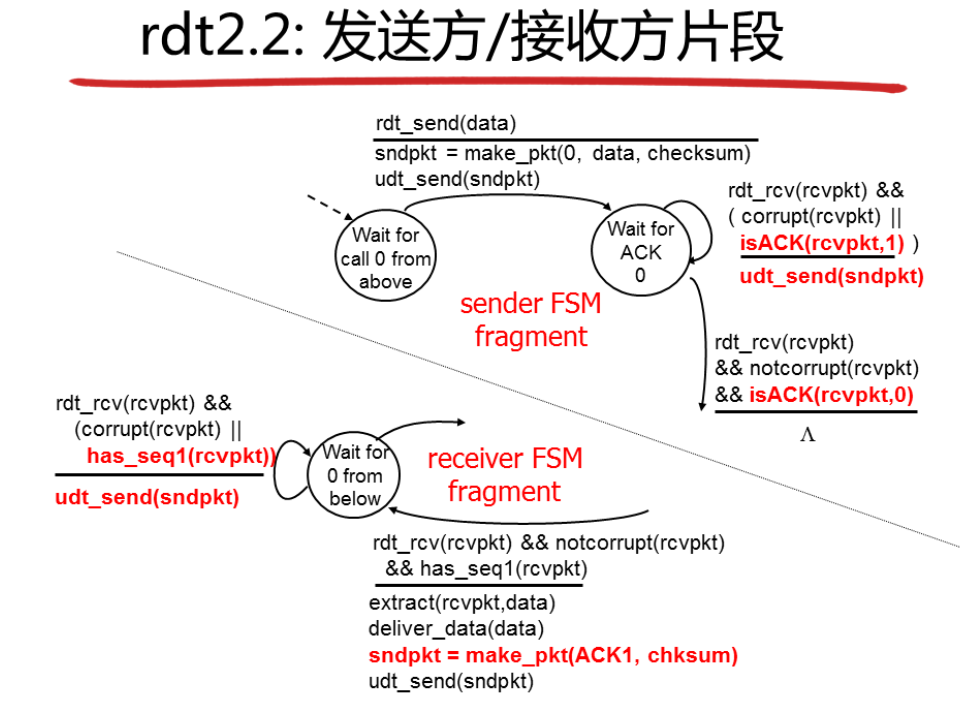 rdt2.2: 发送方/接收方片段
rdt_send(data)
sndpkt = make_pkt(0, data, checksum)
udt_send(sndpkt)
Wait for
call 0 from
above
Wait for
ACK
0
rdt_rcv(rcvpkt) &&
( corrupt(rcvpkt) ||
isACK(rcvpkt,1) )
udt_send(sndpkt)
sender FSM
fragment
rdt_rcv(rcvpkt)
&& notcorrupt(rcvpkt)
&& isACK(rcvpkt,0)
Λ
rdt_rcv(rcvpkt) &&
(corrupt(rcvpkt) ||
has_seq1(rcvpkt))
udt_send(sndpkt)
Wait for
0 from
below
receiver FSM
fragment
rdt_rcv(rcvpkt) && notcorrupt(rcvpkt)
&& has_seq1(rcvpkt)
extract(rcvpkt,data)
deliver_data(data)
sndpkt = make_pkt(ACK1, chksum)
udt_send(sndpkt)